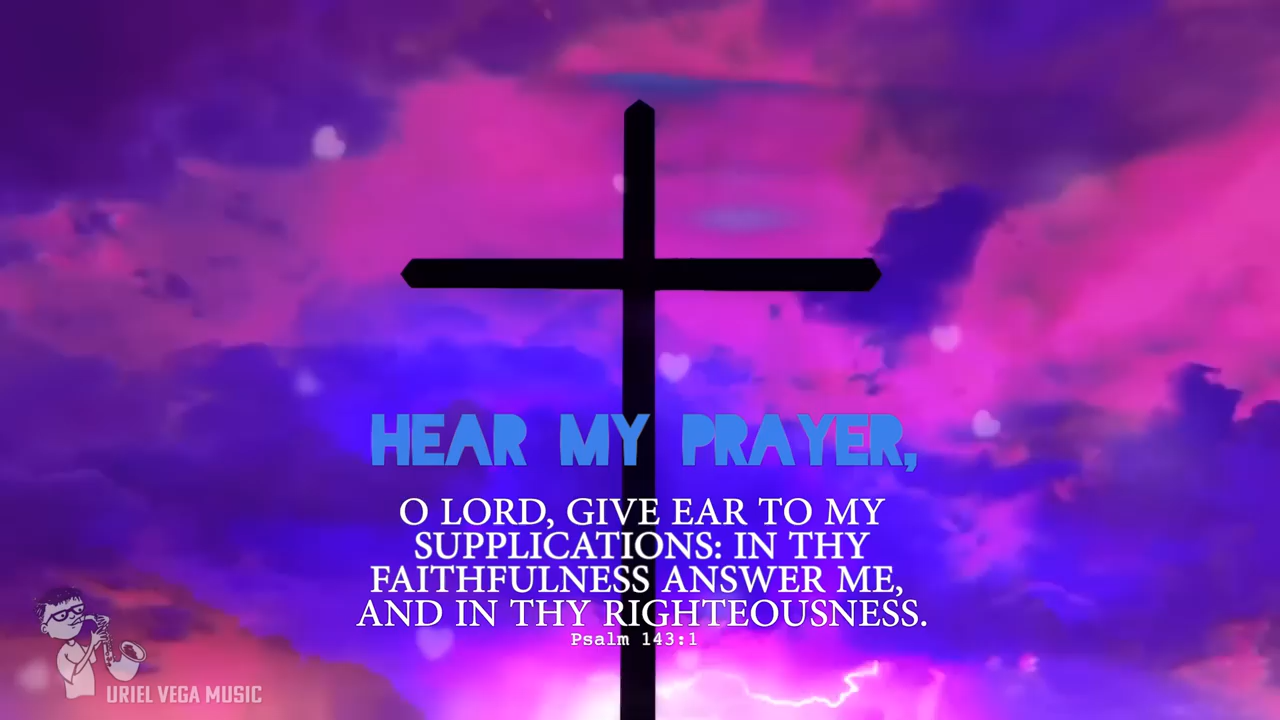 HEAR MY PRAYER,
O LORD, GIVE EAR TO MY
SUPPLICATIONS: IN THY
FAITHFULNESS ANSWER ME,
AND IN THY RIGHTEOUSNESS.
Psalm 143:1
URIEL VEGA MUSIC